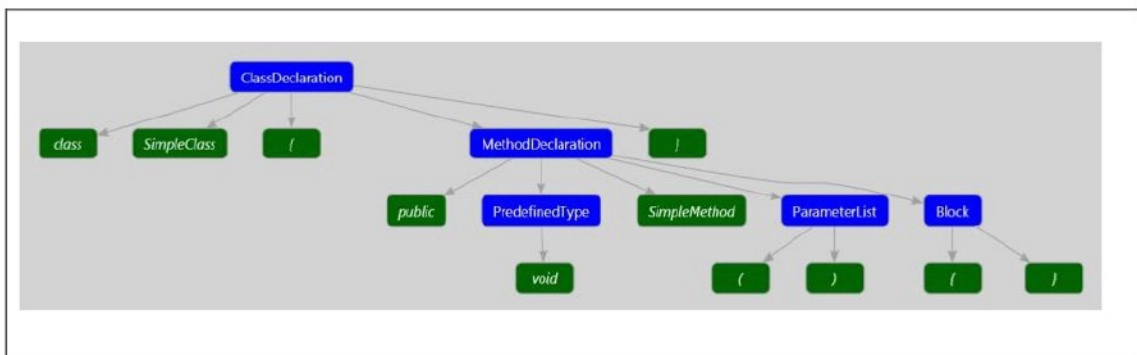 ClassDeclaration
class SimpleClass { MethodDeclaration }
public PredefinedType SimpleMethod ParameterList Block
void ( ) { }